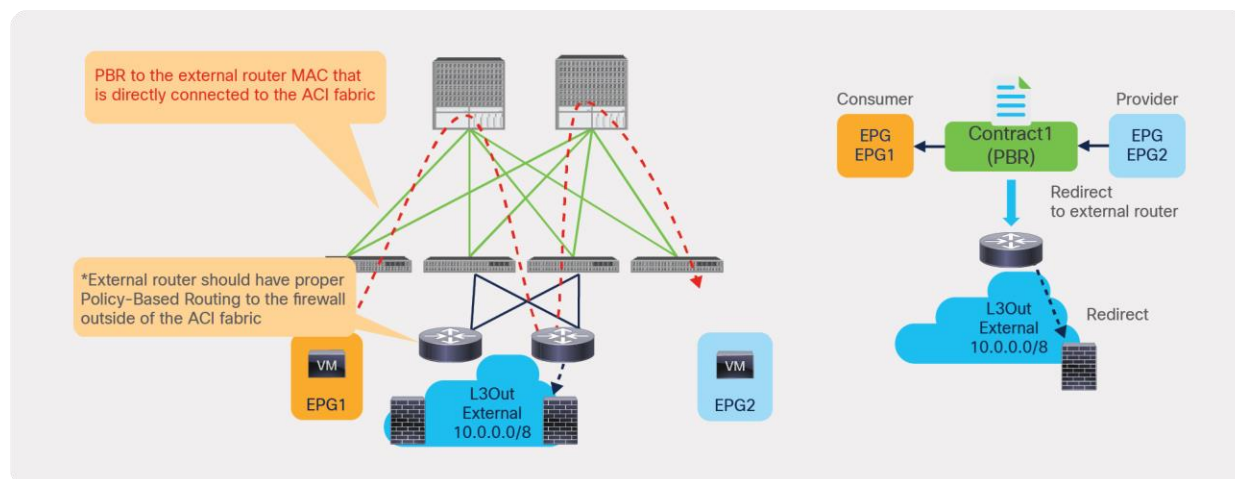 PBR to the external router MAC that
is directly connected to the ACI fabric
*External router should have proper
Policy-Based Routing to the firewall
outside of the ACI fabric
VM
EPG1
L3Out
External
10.0.0.0/8
VM
EPG2
Consumer
Provider
EPG
EPG1
Contract1
(PBR)
EPG
EPG2
Redirect
to external router
L3Out
External
10.0.0.0/8
Redirect